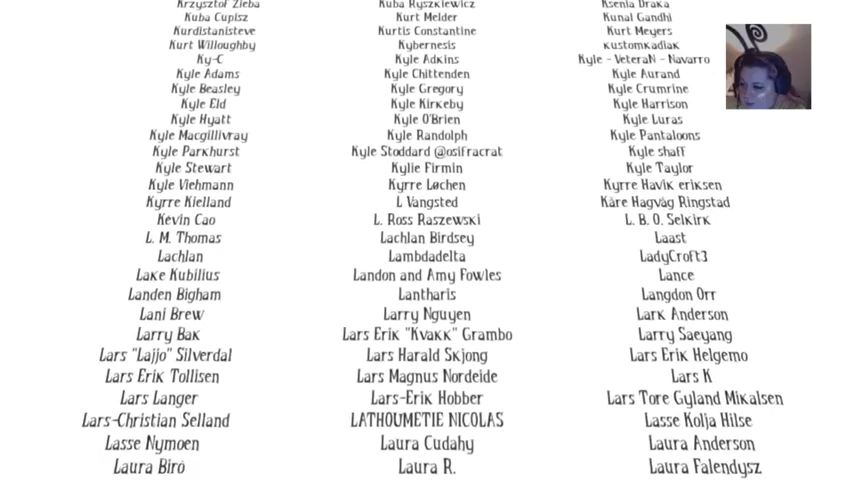 Krzysztof Zieba Kuba Ryszkiewicz Ksenia Draka
Kuba Cupisz Kurt Melder Kunal Gandhi
Kurdistanisteve Kurtis Constantine Kurt Meyers
Kurt Willoughby Kybernesis kustomkadiak
Ky-C Kyle Adkins Kyle - VeteraN - Navarro
Kyle Adams Kyle Chittenden Kyle Aurand
Kyle Beasley Kyle Gregory Kyle Crumrine
Kyle Eld Kyle Kirkeby Kyle Harrison
Kyle Hyatt Kyle O'Brien Kyle Luras
Kyle Macgillivray Kyle Randolph Kyle Pantaloons
Kyle Parkhurst Kyle Stoddard @osifracrat Kyle shaff
Kyle Stewart Kylie Firmin Kyle Taylor
Kyle Viehmann Kyrre Løchen Kyrre Havik eriksen
Kyrre Kielland L Vangsted Kåre Hagvåg Ringstad
Kévin Cao L. Ross Raszewski L. B. O. Selkirk
L. M. Thomas Lachlan Birdsey Laast
Lachlan Lambdadelta LadyCroft3
Lake Kubilius Landon and Amy Fowles Lance
Landen Bigham Lantharis Langdon Orr
Lani Brew Larry Nguyen Lark Anderson
Larry Bak Lars Erik "Kvakk" Grambo Larry Saeyang
Lars "Lajjo" Silverdal Lars Harald Skjong Lars Erik Helgemo
Lars Erik Tollisen Lars Magnus Nordeide Lars K
Lars Langer Lars-Erik Hobber Lars Tore Gyland Mikalsen
Lars-Christian Selland LATHOUMETIE NICOLAS Lasse Kolja Hilse
Lasse Nymoen Laura Cudahy Laura Anderson
Laura Biró Laura R. Laura Falendysz